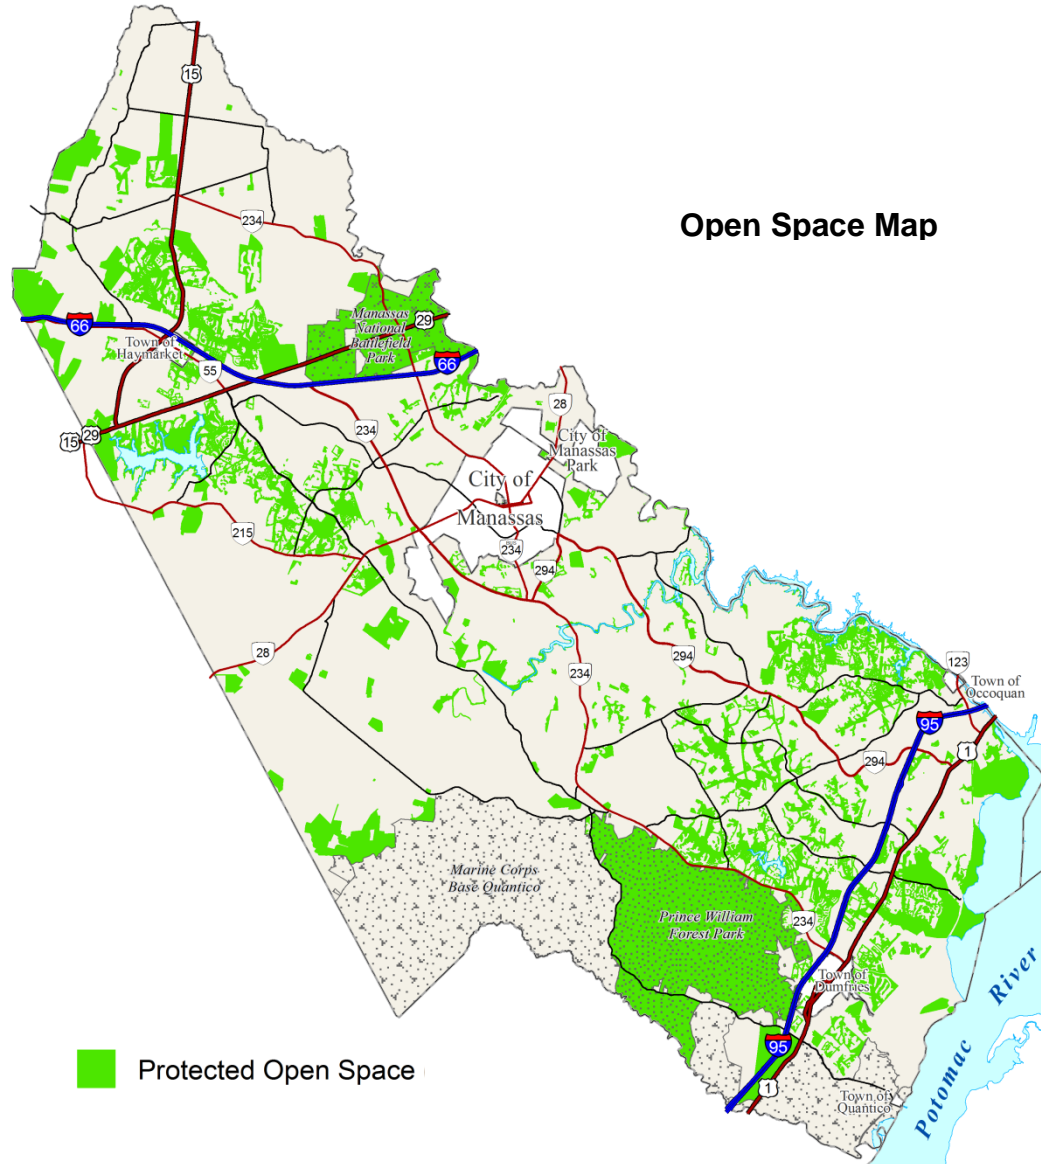 15
Open Space Map
234
Manassas
National
Battlefield
Park
29
66
66
Town of
Haymarket
55
28
234
City of
Manassas
Park
15
29
City of
Manassas
215
234
294
28
234
294
123
Town of
Occoquan
95
1
294
Marine Corps
Base Quantico
Prince William
Forest Park
234
Town of
Dumfries
Potomac River
95
1
Town of
Quantico
Protected Open Space